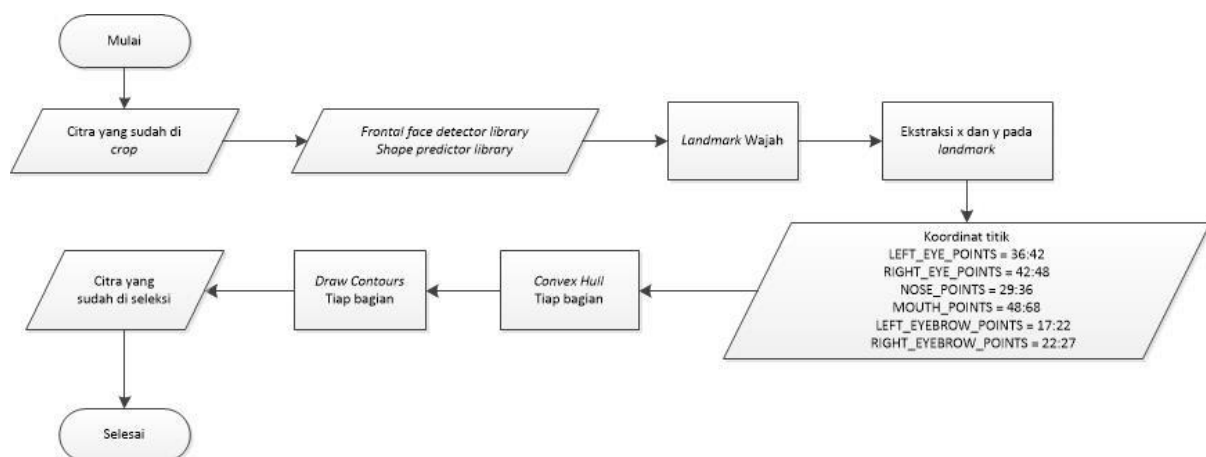 Mulai
Citra yang sudah di
crop
Frontal face detector library
Shape predictor library
Landmark Wajah
Ekstraksi x dan y pada
landmark
Koordinat titik
LEFT_EYE_POINTS = 36:42
RIGHT_EYE_POINTS = 42:48
NOSE_POINTS = 29:36
MOUTH_POINTS = 48:68
LEFT_EYEBROW_POINTS = 17:22
RIGHT_EYEBROW_POINTS = 22:27
Convex Hull
Tiap bagian
Draw Contours
Tiap bagian
Citra yang
sudah di seleksi
Selesai